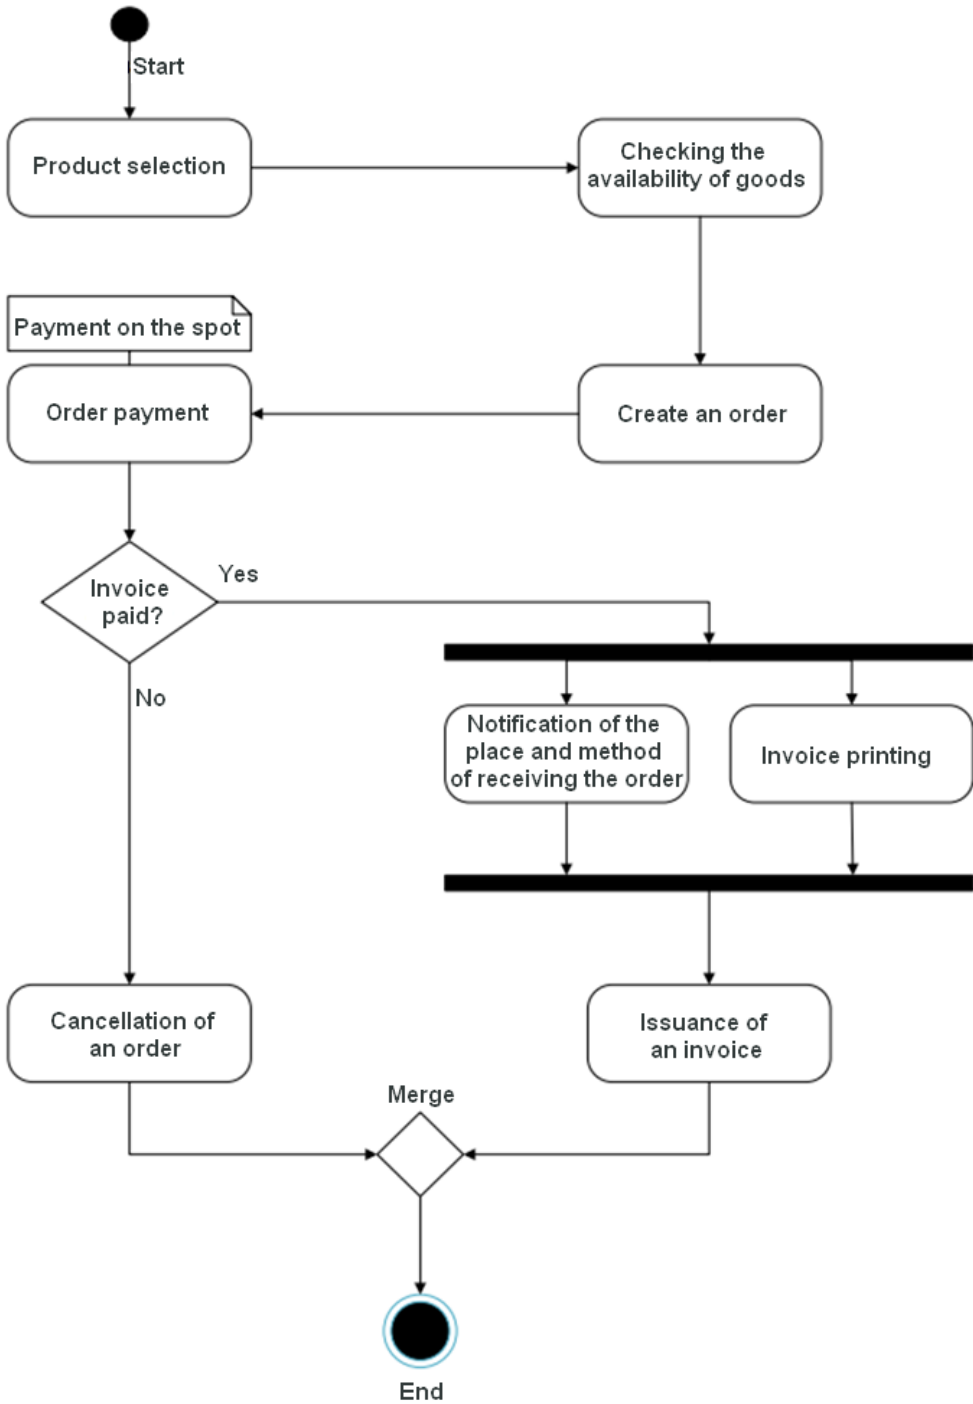 Start
Product selection
Checking the
availability of goods
Payment on the spot
Order payment
Create an order
Invoice
paid?
Yes
No
Notification of the
place and method
of receiving the order
Invoice printing
Cancellation of
an order
Issuance of
an invoice
Merge
End